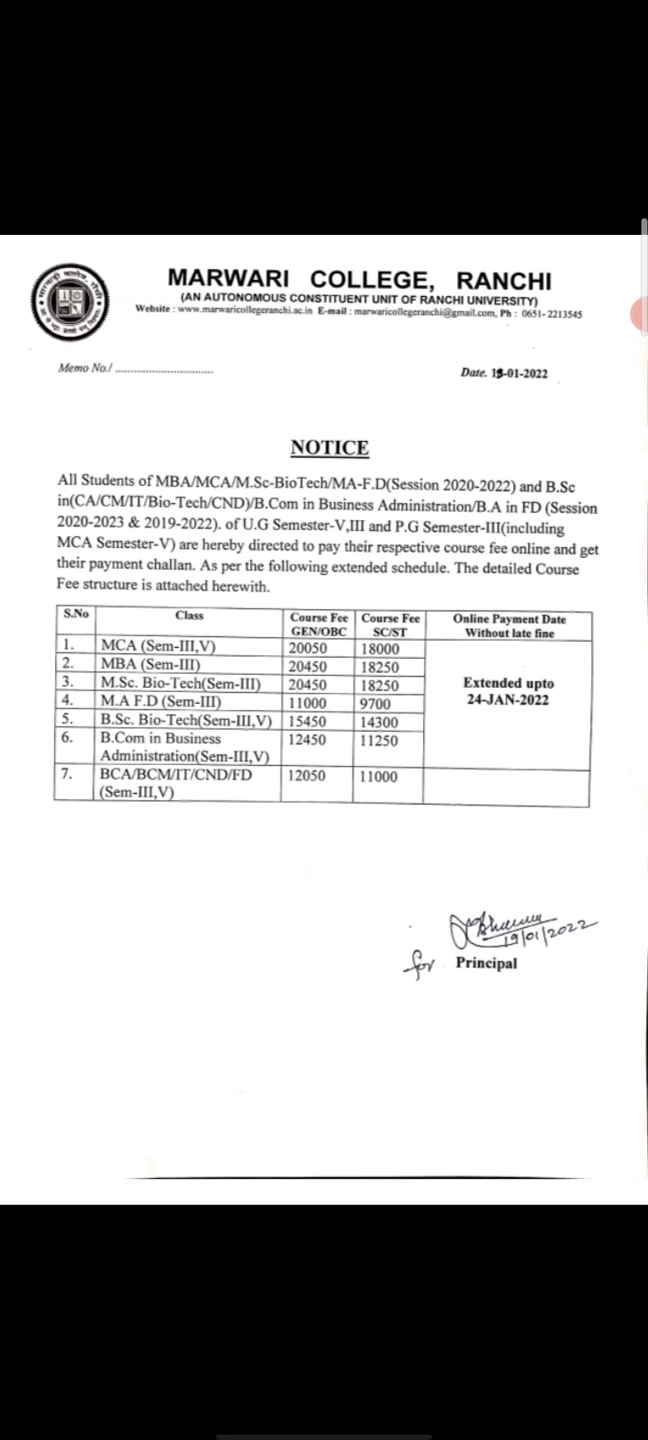 MARWARI COLLEGE, RANCHI
(AN AUTONOMOUS CONSTITUENT UNIT OF RANCHI UNIVERSITY)
Website : www.marwaricollegeranchi.ac.in E-mail : marwaricollegeranchi@gmail.com, Ph : 0651- 2213545
Memo No./ ................................
Date. 19-01-2022
NOTICE
All Students of MBA/MCA/M.Sc-BioTech/MA-F.D(Session 2020-2022) and B.Sc
in(CA/CM/IT/Bio-Tech/CND)/B.Com in Business Administration/B.A in FD (Session
2020-2023 & 2019-2022). of U.G Semester-V,III and P.G Semester-III(including
MCA Semester-V) are hereby directed to pay their respective course fee online and get
their payment challan. As per the following extended schedule. The detailed Course
Fee structure is attached herewith.
S.No Class Course Fee GEN/OBC Course Fee SC/ST Online Payment Date Without late fine
1. MCA (Sem-III,V) 20050 18000
2. MBA (Sem-III) 20450 18250
3. M.Sc. Bio-Tech(Sem-III) 20450 18250 Extended upto
4. M.A F.D (Sem-III) 11000 9700 24-JAN-2022
5. B.Sc. Bio-Tech(Sem-III,V) 15450 14300
6. B.Com in Business 12450 11250
Administration(Sem-III,V)
7. BCA/BCM/IT/CND/FD 12050 11000
(Sem-III,V)
19/01/2022
for Principal